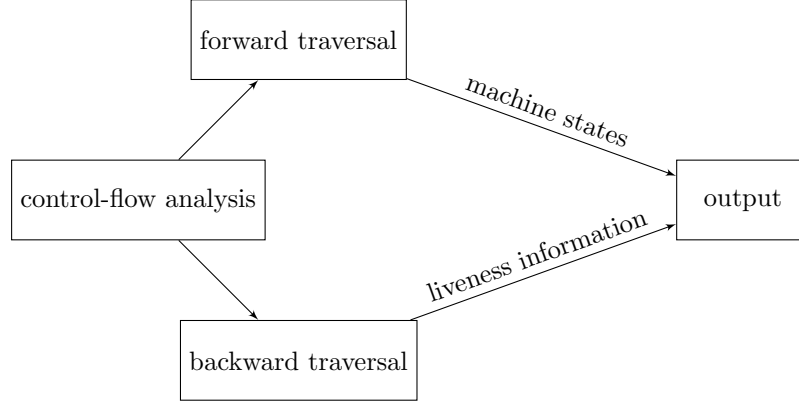 forward traversal
machine states
control-flow analysis
output
liveness information
backward traversal